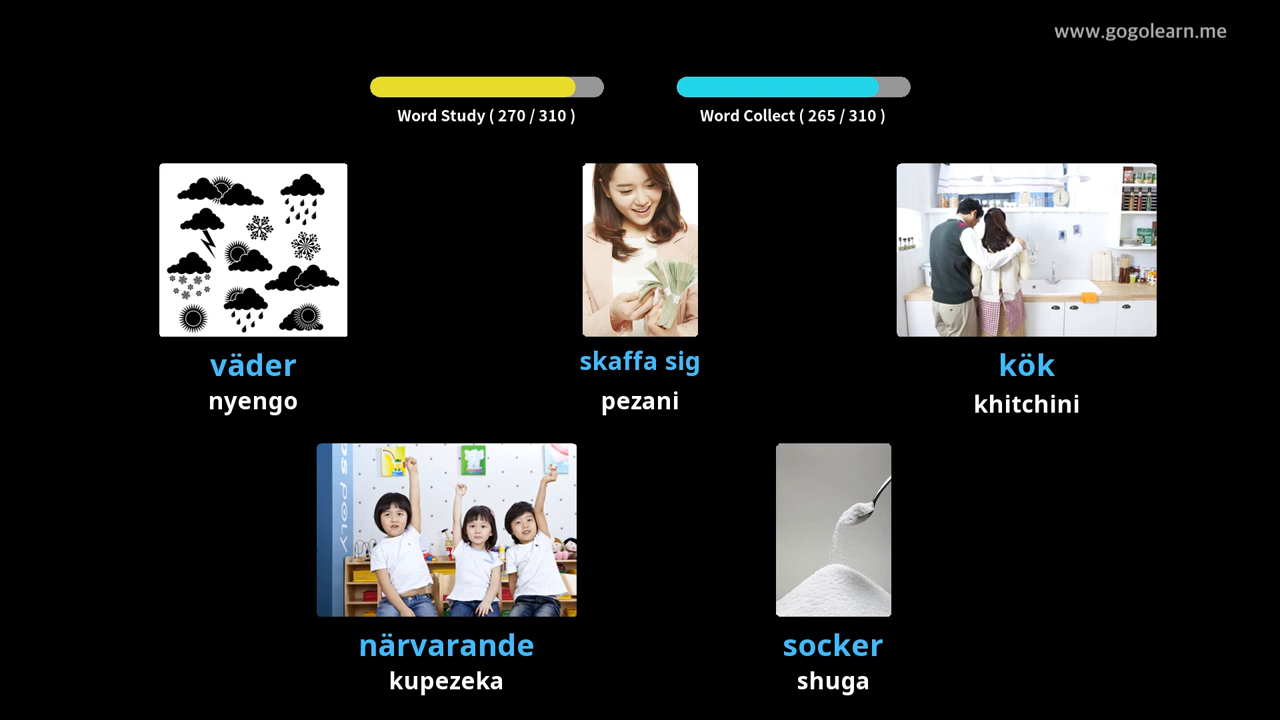 www.gogolearn.me
Word Study ( 270 / 310 )
Word Collect ( 265 / 310 )
väder
nyengo
skaffa sig
pezani
kök
khitchini
närvarande
kupezeka
socker
shuga